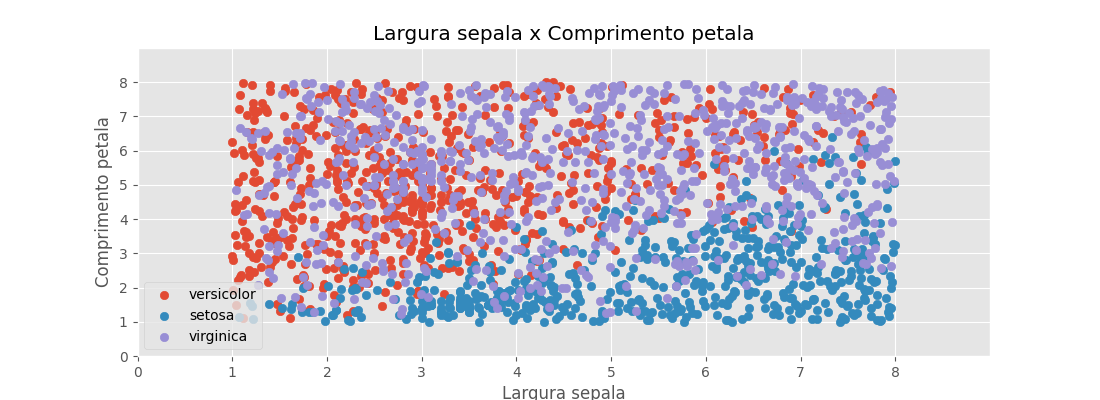 Largura sepala x Comprimento petala
Comprimento petala
8
7
6
5
4
3
2
1
0
versicolor
setosa
virginica
0 1 2 3 4 5 6 7 8
Largura sepala